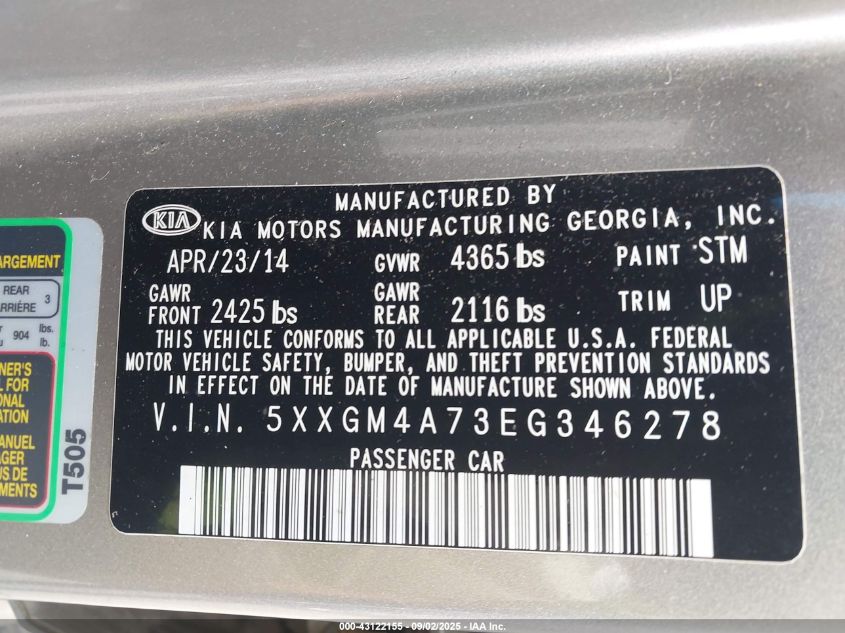 MANUFACTURED BY
KIA KIA MOTORS MANUFACTURING GEORGIA, INC.
APR/23/14 GVWR 4365 lbs PAINT STM
GAWR FRONT 2425 lbs GAWR REAR 2116 lbs TRIM UP
THIS VEHICLE CONFORMS TO ALL APPLICABLE U.S.A. FEDERAL
MOTOR VEHICLE SAFETY, BUMPER, AND THEFT PREVENTION STANDARDS
IN EFFECT ON THE DATE OF MANUFACTURE SHOWN ABOVE.
V.I.N. 5XXGM4A73EG346278
PASSENGER CAR
REAR 3
904 lbs.
lb.
T505
000-43122155 - 09/02/2025 - IAA Inc.